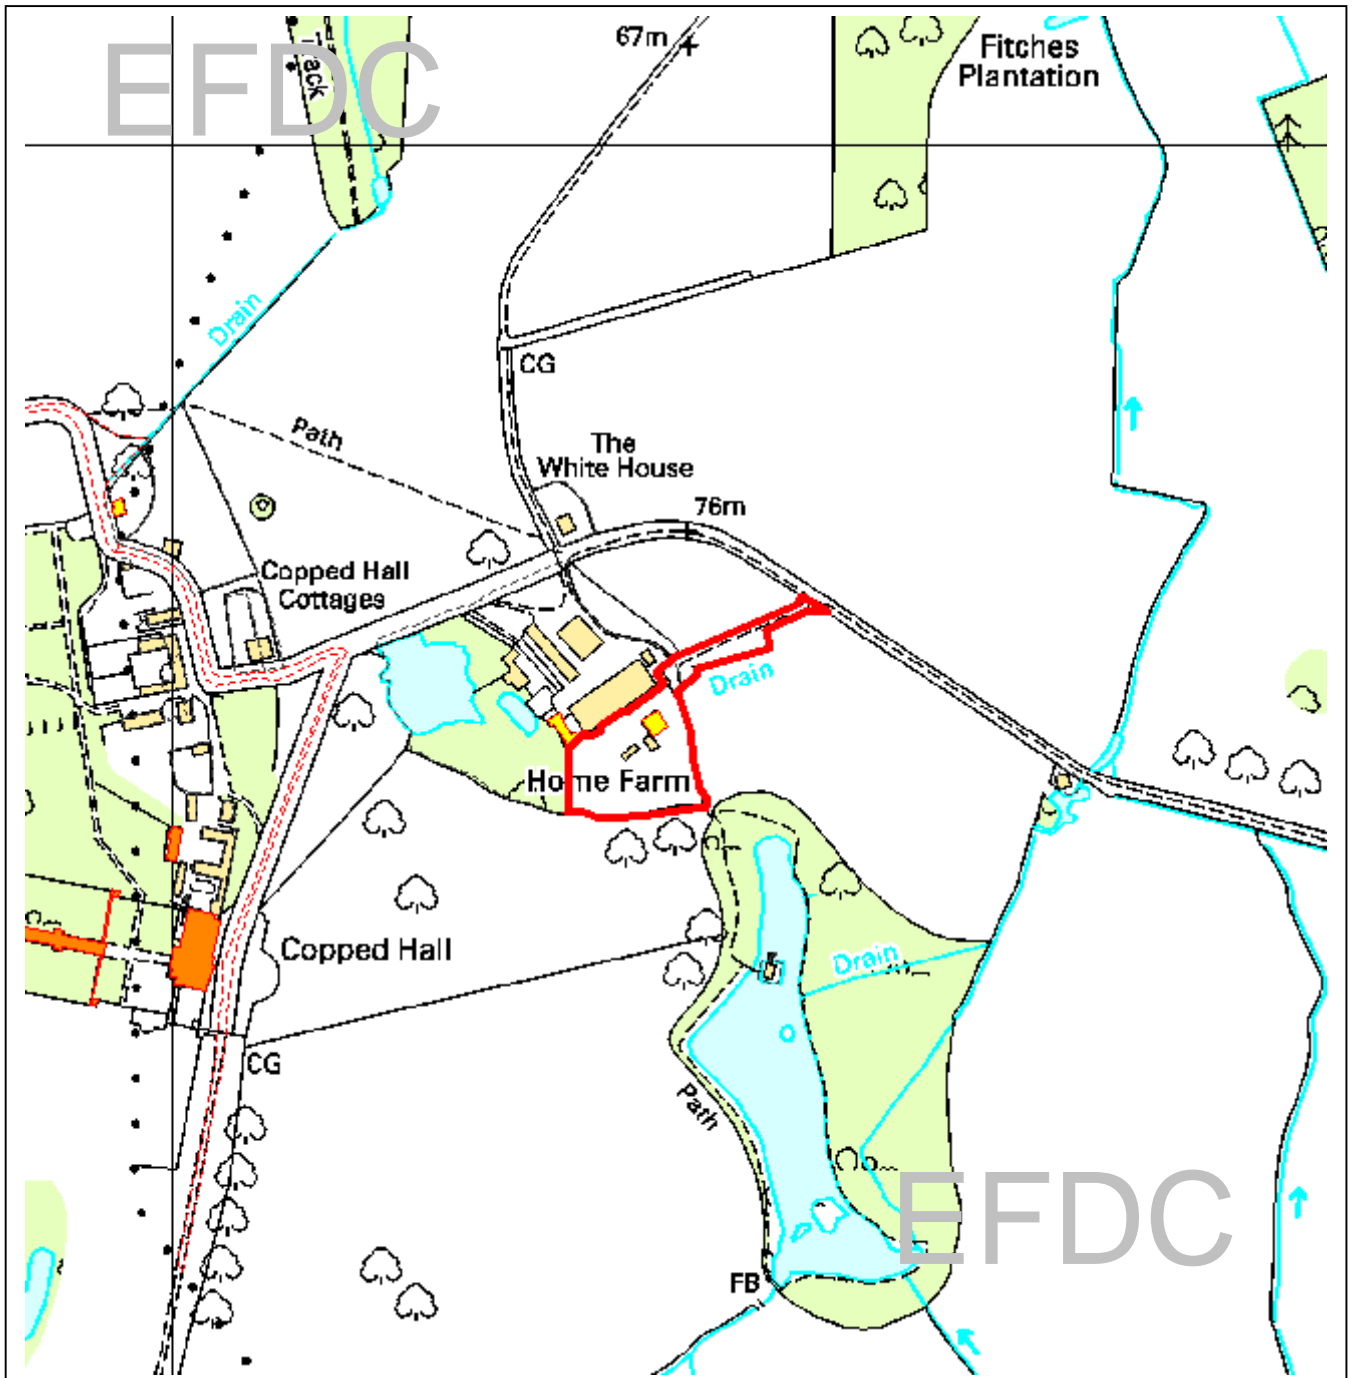 EFDC
Track
67m
Fitches
Plantation
Drain
CG
Path
The
White House
76m
Copped Hall
Cottages
Drain
Home Farm
Copped Hall
Drain
CG
Path
EFDC
FB